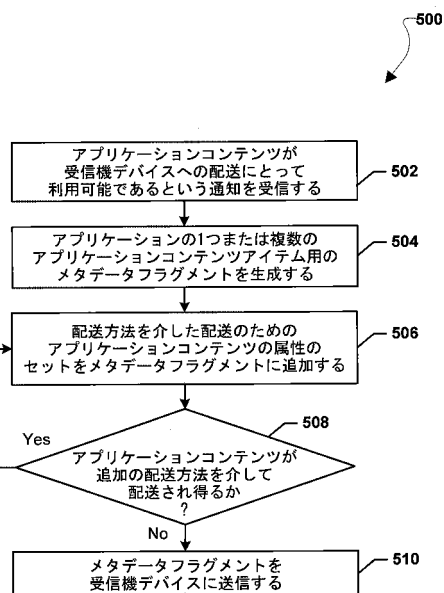 500
アプリケーションコンテンツが
受信機デバイスへの配送にとって
利用可能であるという通知を受信する
502
アプリケーションの1つまたは複数の
アプリケーションコンテンツアイテム用の
メタデータフラグメントを生成する
504
配送方法を介した配送のための
アプリケーションコンテンツの属性の
セットをメタデータフラグメントに追加する
506
508
Yes
アプリケーションコンテンツが
追加の配送方法を介して
配送され得るか
?
No
メタデータフラグメントを
受信機デバイスに送信する
510